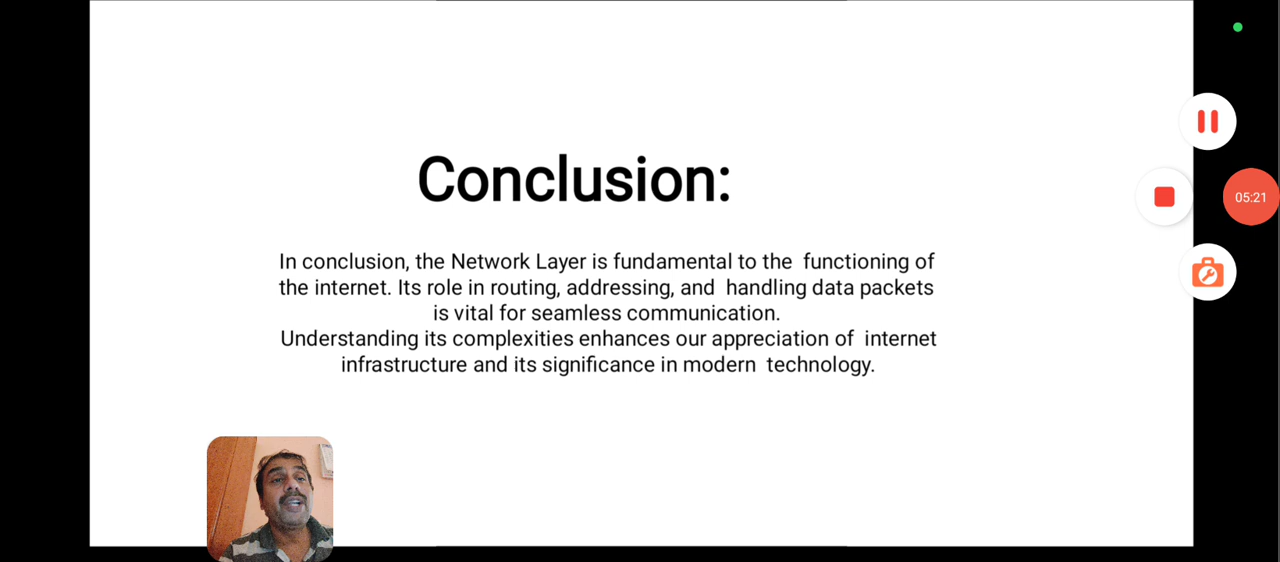 Conclusion:
In conclusion, the Network Layer is fundamental to the  functioning of
the internet. Its role in routing, addressing, and  handling data packets
is vital for seamless communication.
Understanding its complexities enhances our appreciation of  internet
infrastructure and its significance in modern  technology.
05:21